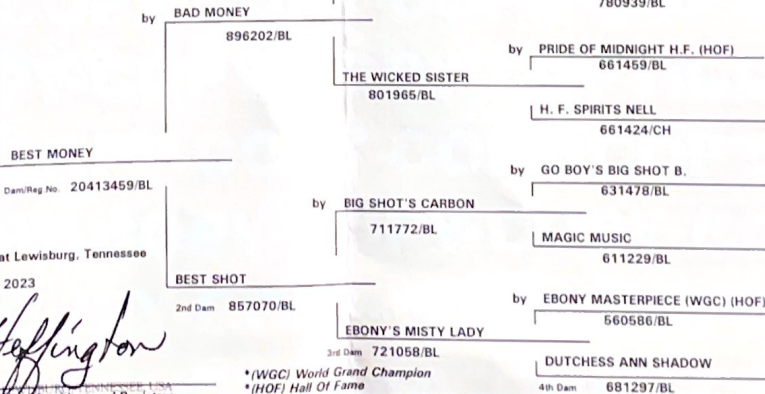 780939/BL
by BAD MONEY
896202/BL
by PRIDE OF MIDNIGHT H.F. (HOF)
661459/BL
THE WICKED SISTER
801965/BL
H. F. SPIRITS NELL
661424/CH
BEST MONEY
Dam/Reg No. 20413459/BL
by GO BOY'S BIG SHOT B.
631478/BL
by BIG SHOT'S CARBON
711772/BL
MAGIC MUSIC
611229/BL
at Lewisburg, Tennessee
2023
BEST SHOT
2nd Dam 857070/BL
by EBONY MASTERPIECE (WGC) (HOF)
560586/BL
EBONY'S MISTY LADY
3rd Dam 721058/BL
DUTCHESS ANN SHADOW
4th Dam 681297/BL
Heffington
TENNESSEE, USA
*(WGC) World Grand Champion
*(HOF) Hall Of Fame